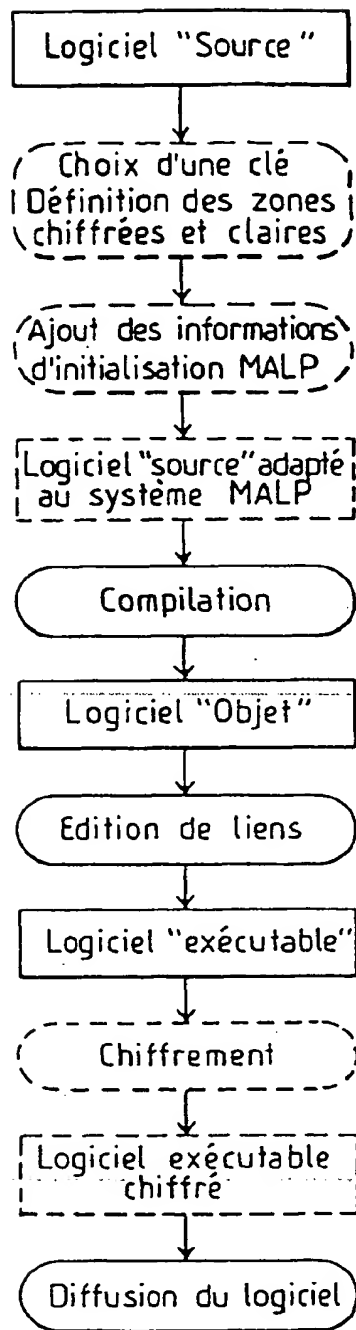 Logiciel "Source"
Choix d'une clé
Définition des zones
chiffrées et claires
Ajout des informations
d'initialisation MALP
Logiciel "source" adapté
au système MALP
Compilation
Logiciel "Objet"
Edition de liens
Logiciel "exécutable"
Chiffrement
Logiciel exécutable
chiffré
Diffusion du logiciel